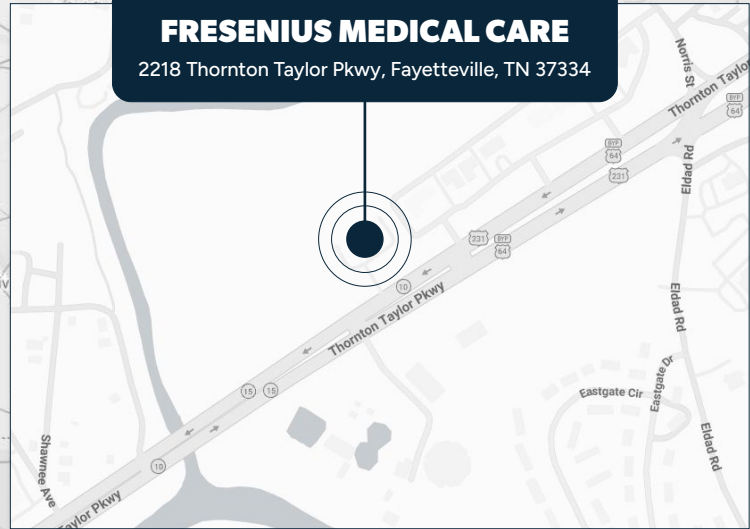 FRESENIUS MEDICAL CARE
2218 Thornton Taylor Pkwy, Fayetteville, TN 37334
Norris St
Thornton Taylo
BYP
64
BYP
64
231
Eldad Rd
231
BYP
64
10
Thornton Taylor Pkwy
Eldad Rd
15
15
Eastgate Cir
Eastgate Dr
Eldad Rd
Shawnee Ave
10
Taylor Pkwy